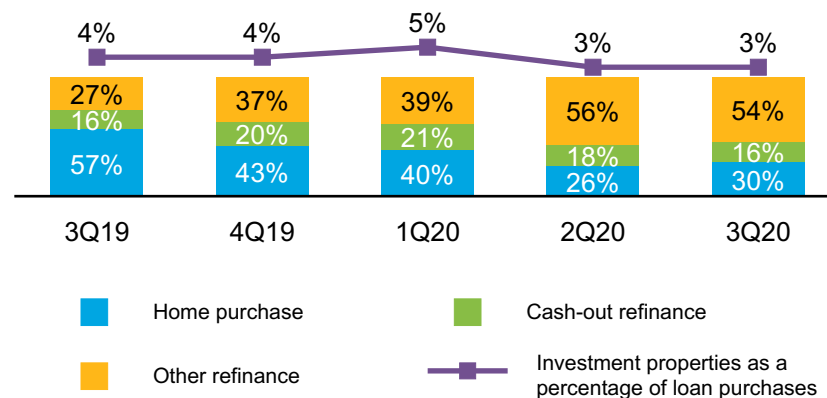 4% 4% 5% 3% 3%
27% 37% 39% 56% 54%
16% 20% 21% 18% 16%
57% 43% 40% 26% 30%
3Q19 4Q19 1Q20 2Q20 3Q20
Home purchase
Cash-out refinance
Other refinance
Investment properties as a
percentage of loan purchases